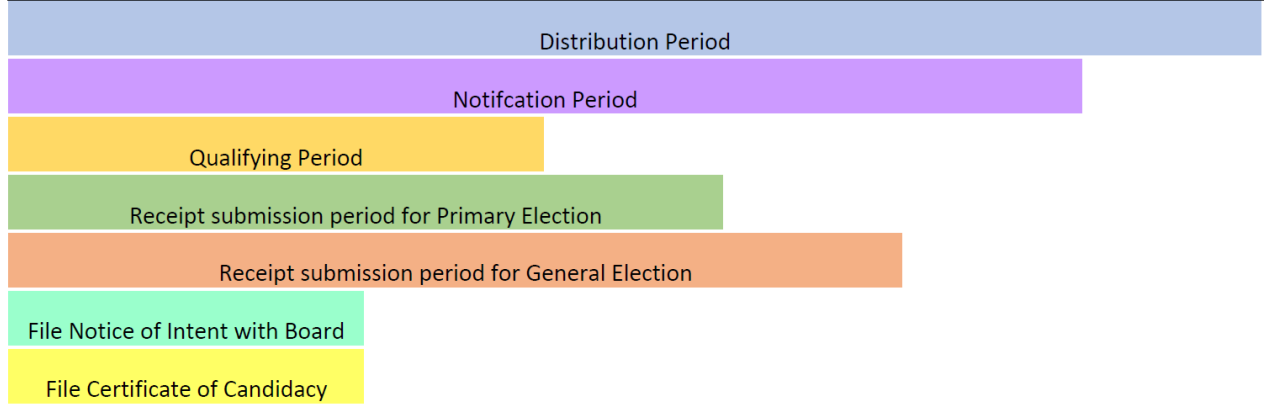 Distribution Period
Notifcation Period
Qualifying Period
Receipt submission period for Primary Election
Receipt submission period for General Election
File Notice of Intent with Board
File Certificate of Candidacy